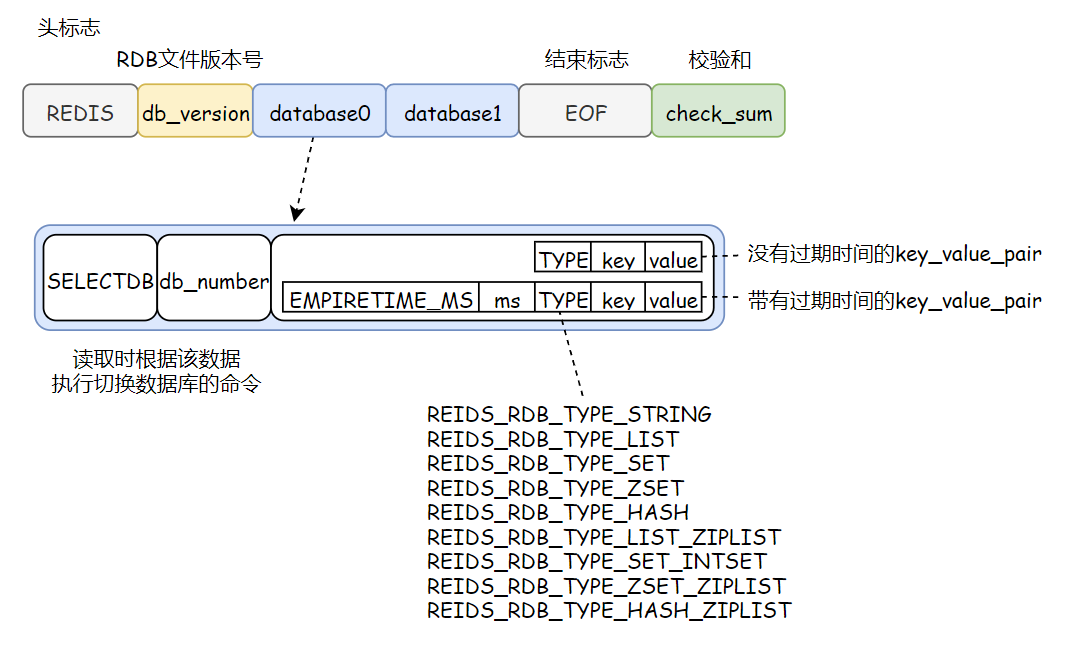 头标志
RDB文件版本号
结束标志
校验和
REDIS
db_version
database0
database1
EOF
check_sum
SELECTDB
db_number
TYPE key value
没有过期时间的key_value_pair
EMPIRETIME_MS ms TYPE key value
带有过期时间的key_value_pair
读取时根据该数据
执行切换数据库的命令
REIDS_RDB_TYPE_STRING
REIDS_RDB_TYPE_LIST
REIDS_RDB_TYPE_SET
REIDS_RDB_TYPE_ZSET
REIDS_RDB_TYPE_HASH
REIDS_RDB_TYPE_LIST_ZIPLIST
REIDS_RDB_TYPE_SET_INTSET
REIDS_RDB_TYPE_ZSET_ZIPLIST
REIDS_RDB_TYPE_HASH_ZIPLIST